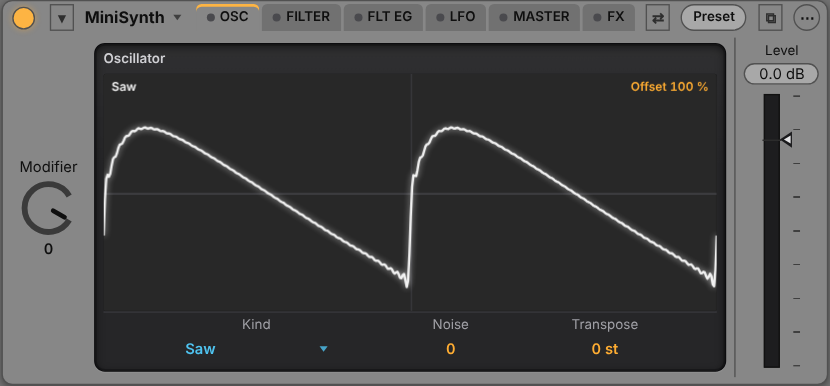 MiniSynth OSC FILTER FLT EG LFO MASTER FX Preset
Oscillator
Level
0.0 dB
Saw Offset 100 %
Modifier
0
Kind Noise Transpose
Saw 0 0 st